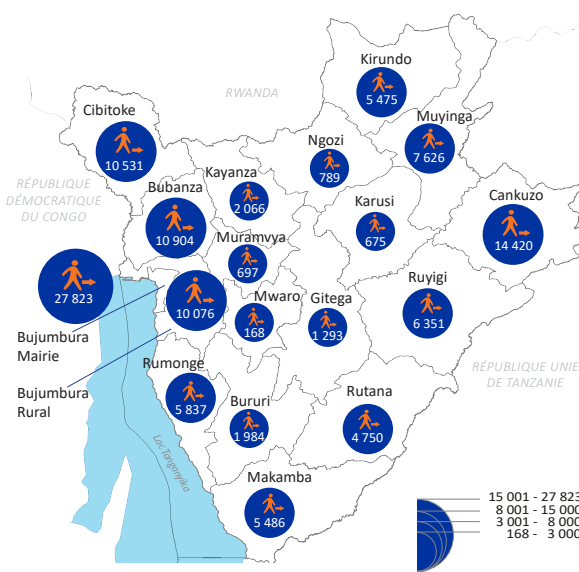 Kirundo
5 475
RWANDA
Cibitoke
10 531
Muyinga
7 626
Ngozi
789
Kayanza
2 066
RÉPUBLIQUE
DÉMOCRATIQUE
DU CONGO
Bubanza
10 904
Karusi
675
Cankuzo
14 420
Muramvya
697
27 823
10 076
Mwaro
168
Gitega
1 293
Ruyigi
6 351
Bujumbura
Mairie
Bujumbura
Rural
Rumonge
5 837
RÉPUBLIQUE UNIE
DE TANZANIE
Bururi
1 984
Rutana
4 750
Lac Tanganyika
Makamba
5 486
15 001 - 27 823
8 001 - 15 000
3 001 - 8 000
168 - 3 000